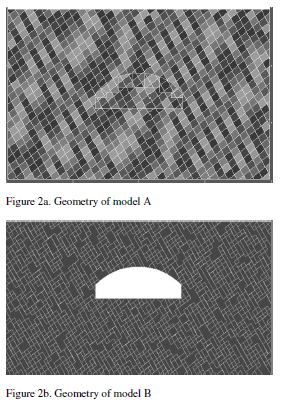 Figure 2a. Geometry of model A
Figure 2b. Geometry of model B